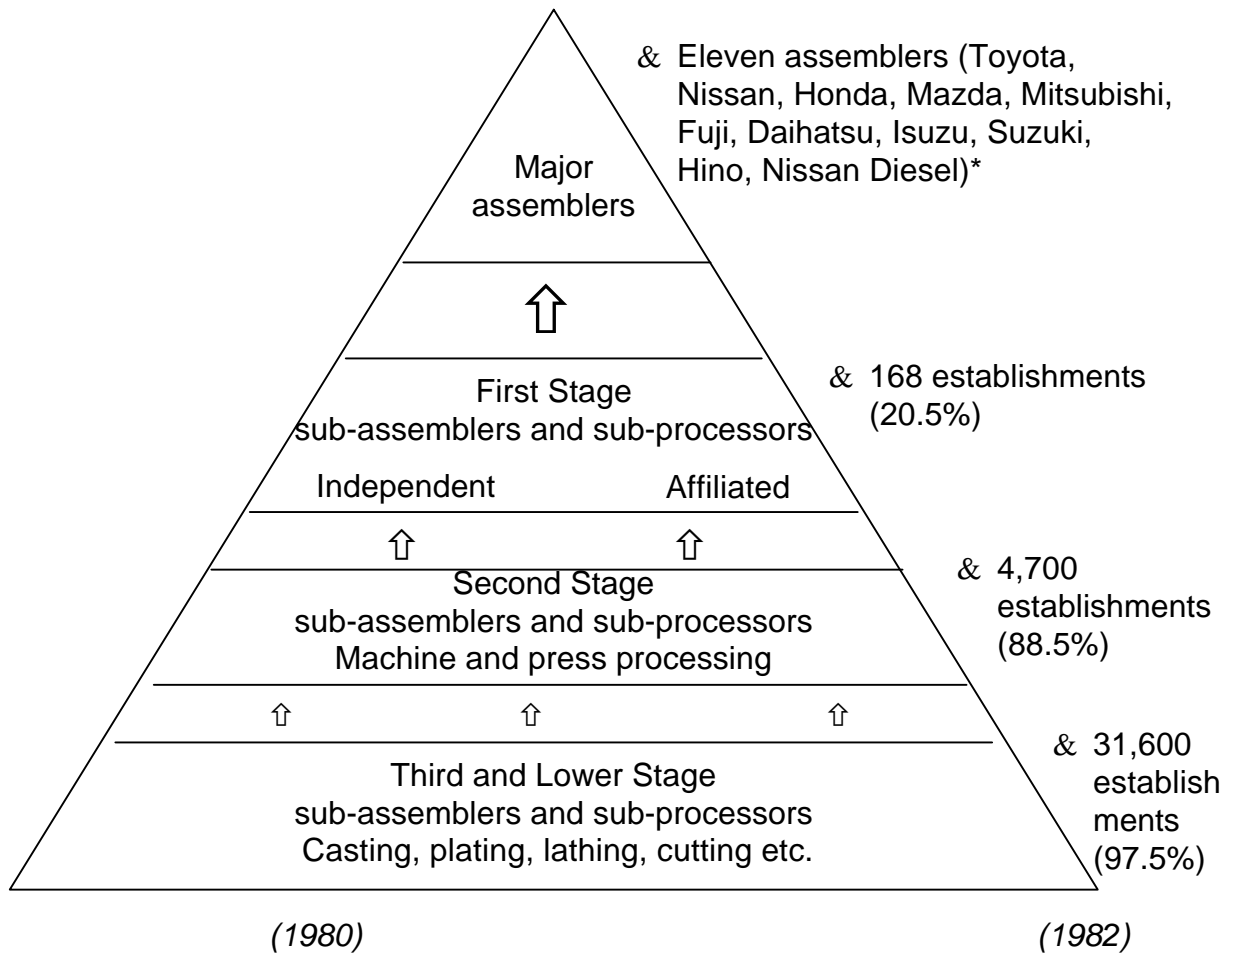 & Eleven assemblers (Toyota,
Nissan, Honda, Mazda, Mitsubishi,
Fuji, Daihatsu, Isuzu, Suzuki,
Hino, Nissan Diesel)*
Major
assemblers
First Stage
sub-assemblers and sub-processors
& 168 establishments
(20.5%)
Independent Affiliated
Second Stage
sub-assemblers and sub-processors
Machine and press processing
& 4,700
establishments
(88.5%)
Third and Lower Stage
sub-assemblers and sub-processors
Casting, plating, lathing, cutting etc.
& 31,600
establish
ments
(97.5%)
(1980) (1982)